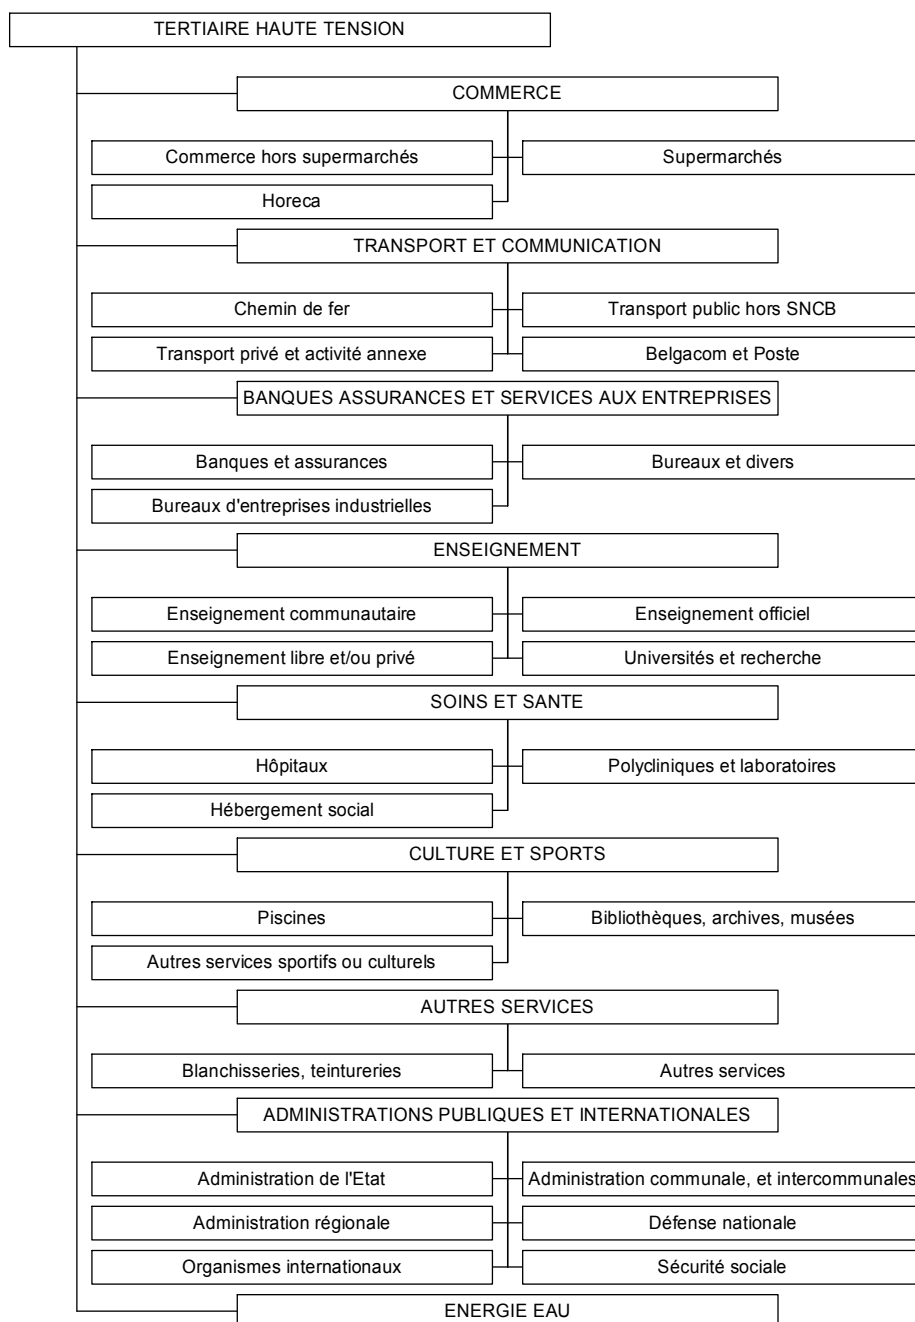 TERTIAIRE HAUTE TENSION
COMMERCE
Commerce hors supermarchés
Supermarchés
Horeca
TRANSPORT ET COMMUNICATION
Chemin de fer
Transport public hors SNCB
Transport privé et activité annexe
Belgacom et Poste
BANQUES ASSURANCES ET SERVICES AUX ENTREPRISES
Banques et assurances
Bureaux et divers
Bureaux d'entreprises industrielles
ENSEIGNEMENT
Enseignement communautaire
Enseignement officiel
Enseignement libre et/ou privé
Universités et recherche
SOINS ET SANTE
Hôpitaux
Polycliniques et laboratoires
Hébergement social
CULTURE ET SPORTS
Piscines
Bibliothèques, archives, musées
Autres services sportifs ou culturels
AUTRES SERVICES
Blanchisseries, teintureries
Autres services
ADMINISTRATIONS PUBLIQUES ET INTERNATIONALES
Administration de l'Etat
Administration communale, et intercommunales
Administration régionale
Défense nationale
Organismes internationaux
Sécurité sociale
ENERGIE EAU